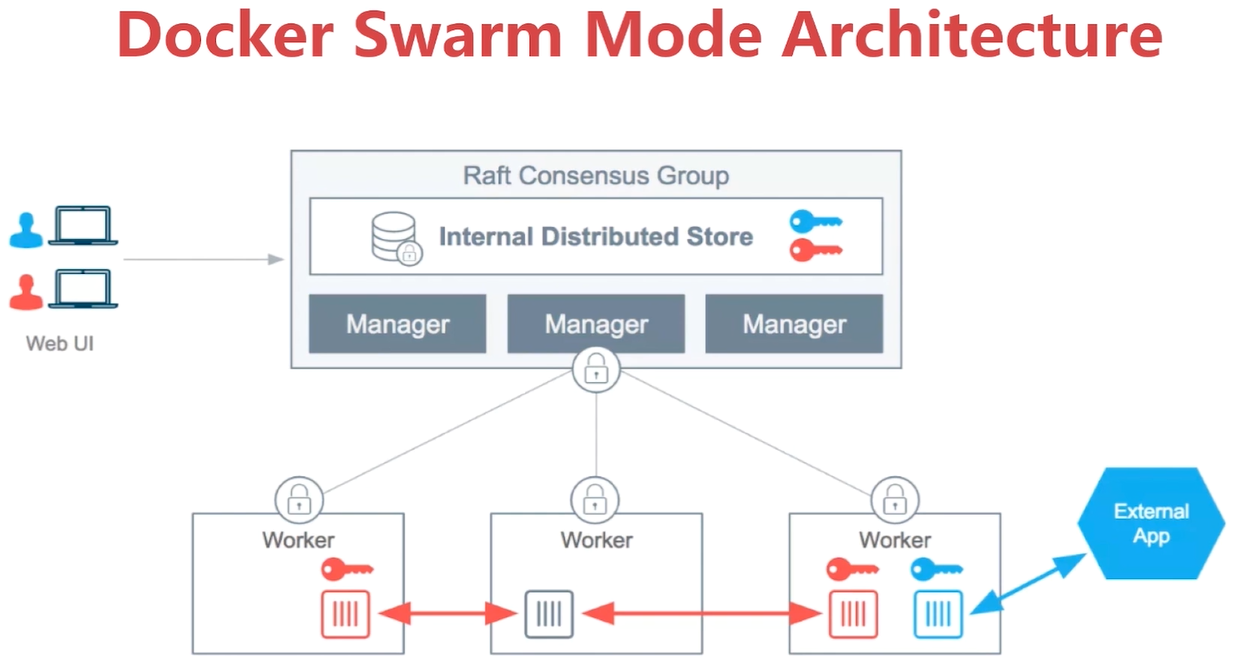 Docker Swarm Mode Architecture
Raft Consensus Group
Internal Distributed Store
Manager
Manager
Manager
Web UI
Worker
Worker
Worker
External
App